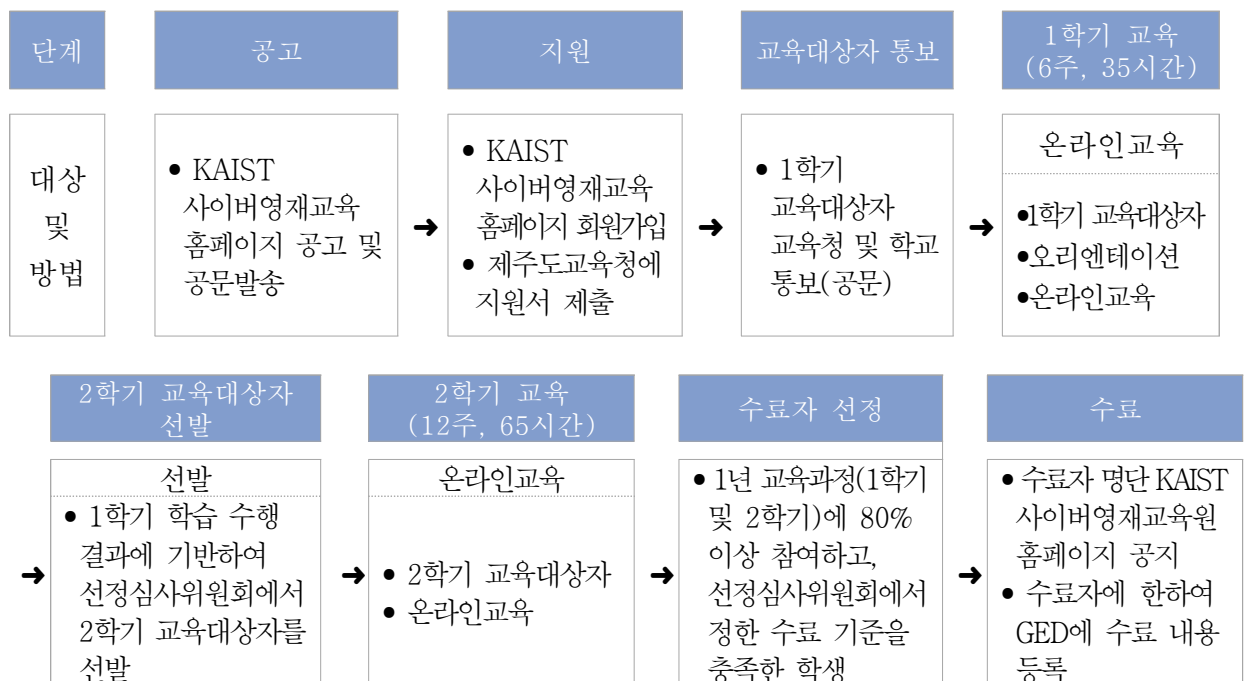 단계
공고
지원
교육대상자 통보
1학기 교육
(6주, 35시간)
대상
및
방법
• KAIST
사이버영재교육
홈페이지 공고 및
공문발송
➜
• KAIST
사이버영재교육
홈페이지 회원가입
• 제주도교육청에
지원서 제출
➜
• 1학기
교육대상자
교육청 및 학교
통보(공문)
➜
온라인교육
•1학기 교육대상자
•오리엔테이션
•온라인교육
2학기 교육대상자
선발
2학기 교육
(12주, 65시간)
수료자 선정
수료
➜
선발
• 1학기 학습 수행
결과에 기반하여
선정심사위원회에서
2학기 교육대상자를
선발
➜
온라인교육
• 2학기 교육대상자
• 온라인교육
➜
• 1년 교육과정(1학기
및 2학기)에 80%
이상 참여하고,
선정심사위원회에서
정한 수료 기준을
충족한 학생
➜
• 수료자 명단 KAIST
사이버영재교육원
홈페이지 공지
• 수료자에 한하여
GED에 수료 내용
등록